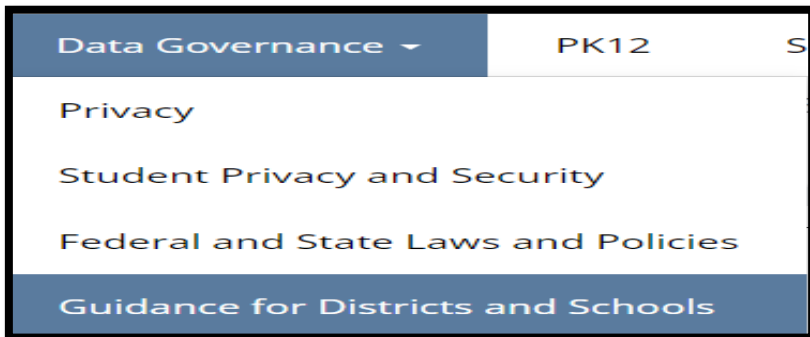 Data Governance PK12 S
Privacy
Student Privacy and Security
Federal and State Laws and Policies
Guidance for Districts and Schools